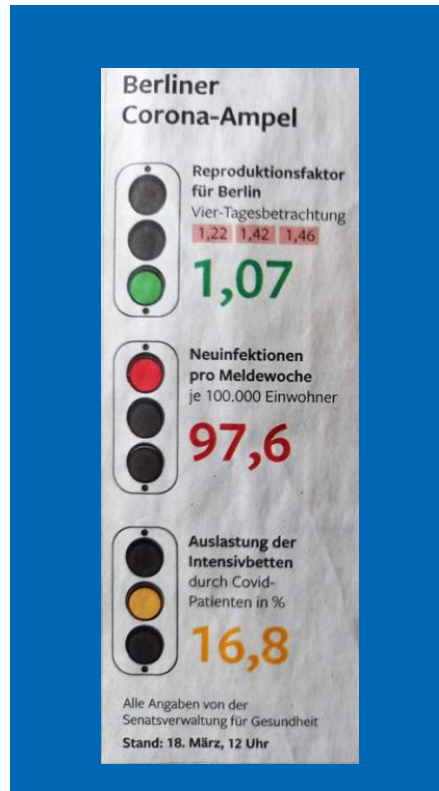 Berliner
Corona-Ampel
Reproduktionsfaktor
für Berlin
Vier-Tagesbetrachtung
1,22 1,42 1,46
1,07
Neuinfektionen
pro Meldewoche
je 100.000 Einwohner
97,6
Auslastung der
Intensivbetten
durch Covid-
Patienten in %
16,8
Alle Angaben von der
Senatsverwaltung für Gesundheit
Stand: 18. März, 12 Uhr